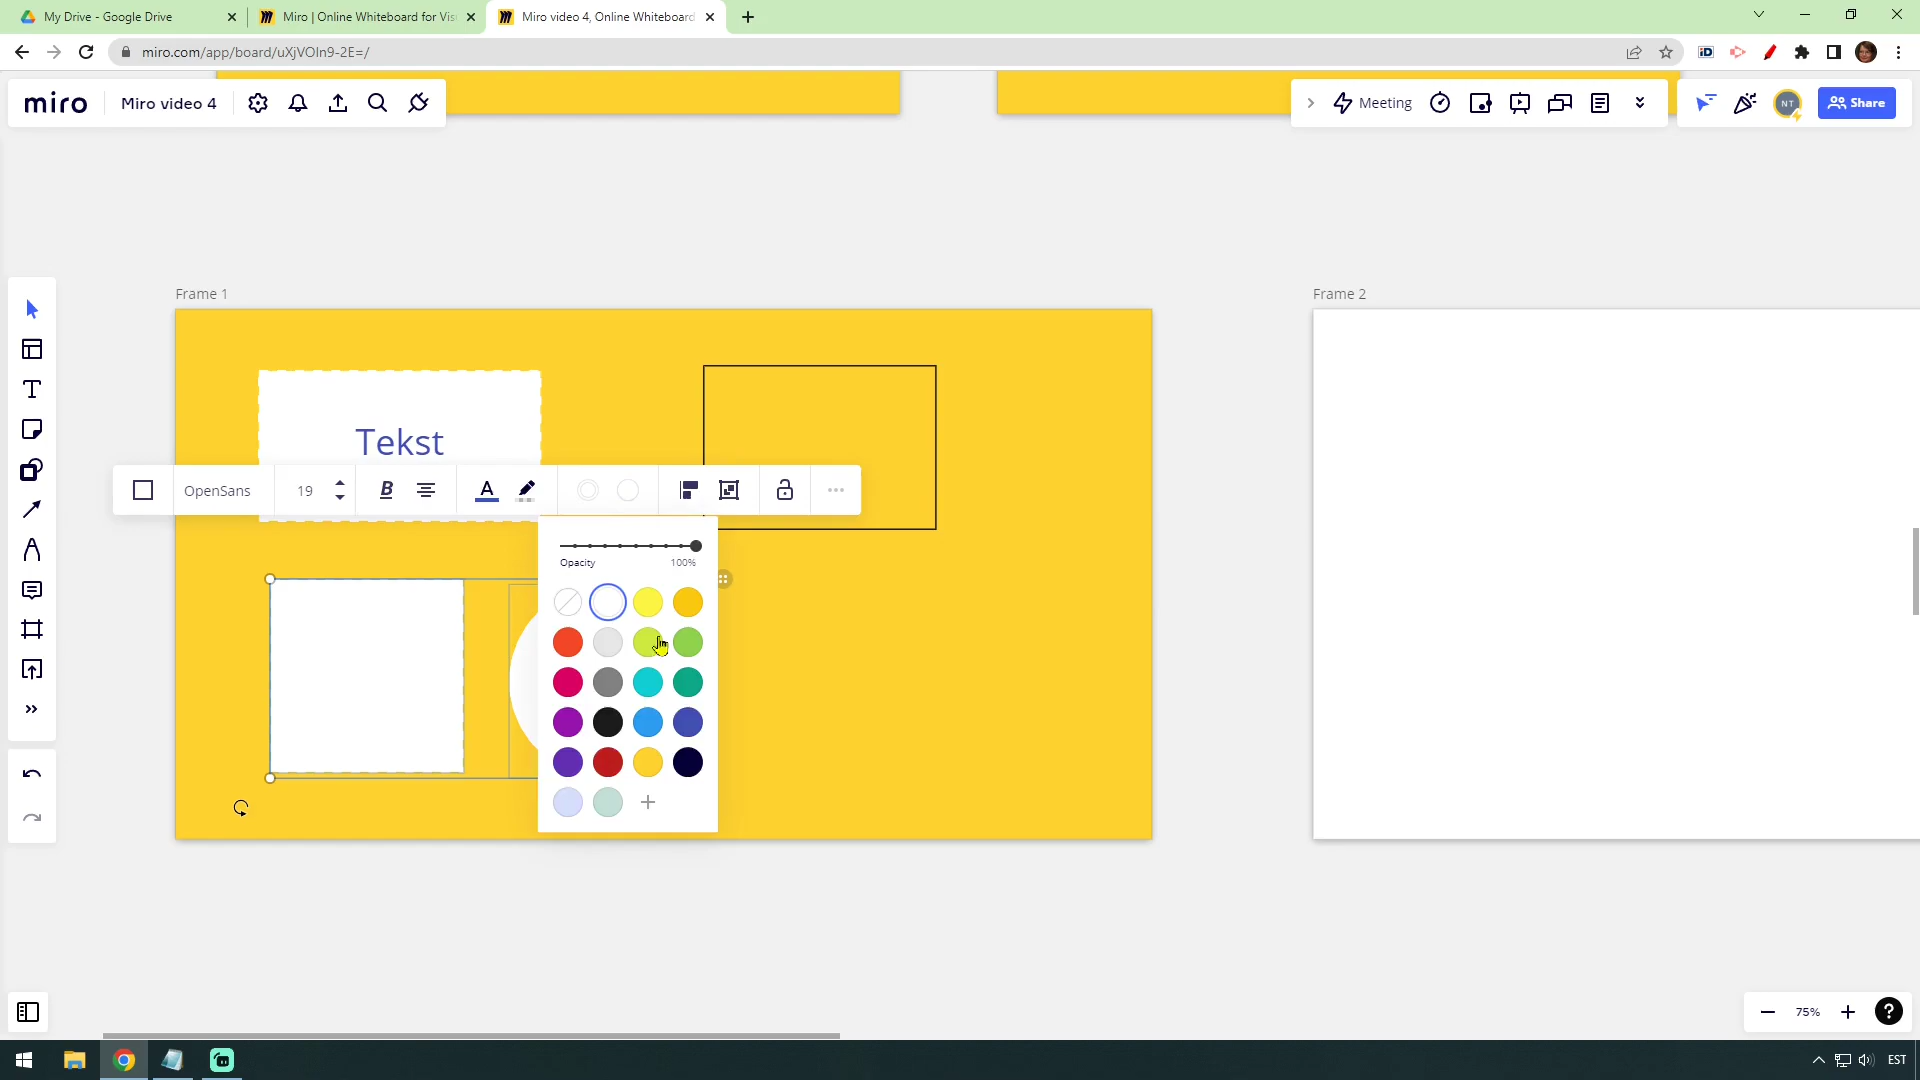 My Drive - Google Drive
Miro | Online Whiteboard for Vis
Miro video 4, Online Whiteboard
miro.com/app/board/uXjVOIn9-2E=/
miro
Miro video 4
Meeting
NT
Share
Frame 1
Frame 2
Tekst
OpenSans
19
B
A
Opacity
100%
75%
EST